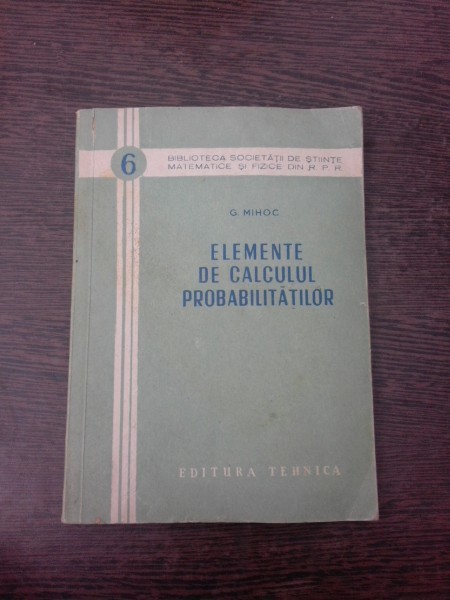 6
BIBLIOTECA SOCIETĂȚII DE ȘTIINȚE
MATEMATICE ȘI FIZICE DIN R. P. R.
G. MIHOC
ELEMENTE
DE CALCULUL
PROBABILITĂȚILOR
EDITURA TEHNICA